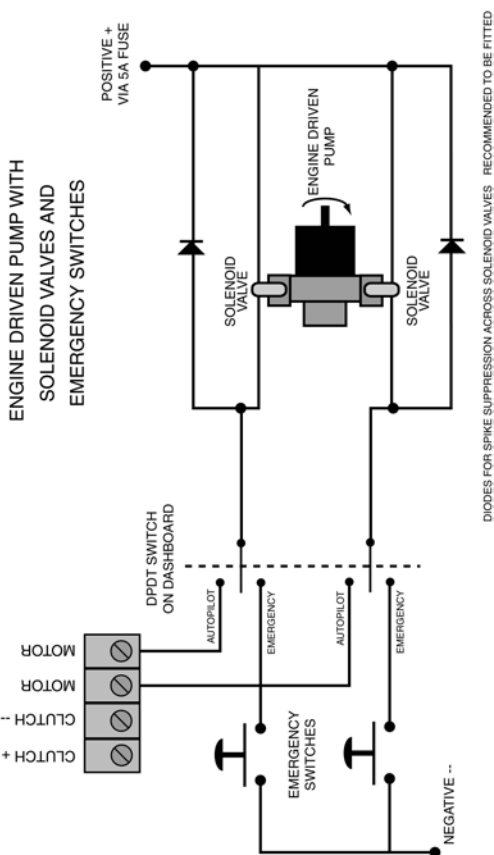 ENGINE DRIVEN PUMP WITH
SOLENOID VALVES AND
EMERGENCY SWITCHES
POSITIVE +
VIA 5A FUSE
ENGINE DRIVEN
PUMP
SOLENOID
VALVE
SOLENOID
VALVE
DPDT SWITCH
ON DASHBOARD
AUTOPILOT
EMERGENCY
AUTOPILOT
EMERGENCY
MOTOR
MOTOR
CLUTCH --
CLUTCH +
EMERGENCY
SWITCHES
NEGATIVE --
DIODES FOR SPIKE SUPPRESSION ACROSS SOLENOID VALVES RECOMMENDED TO BE FITTED